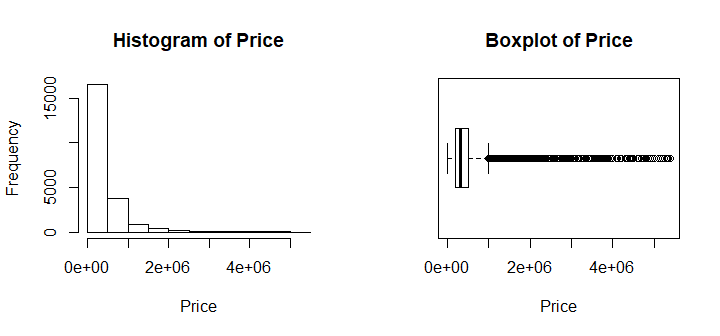 Histogram of Price
Frequency
0
5000
15000
0e+00 2e+06 4e+06
Price
Boxplot of Price
0e+00 2e+06 4e+06
Price